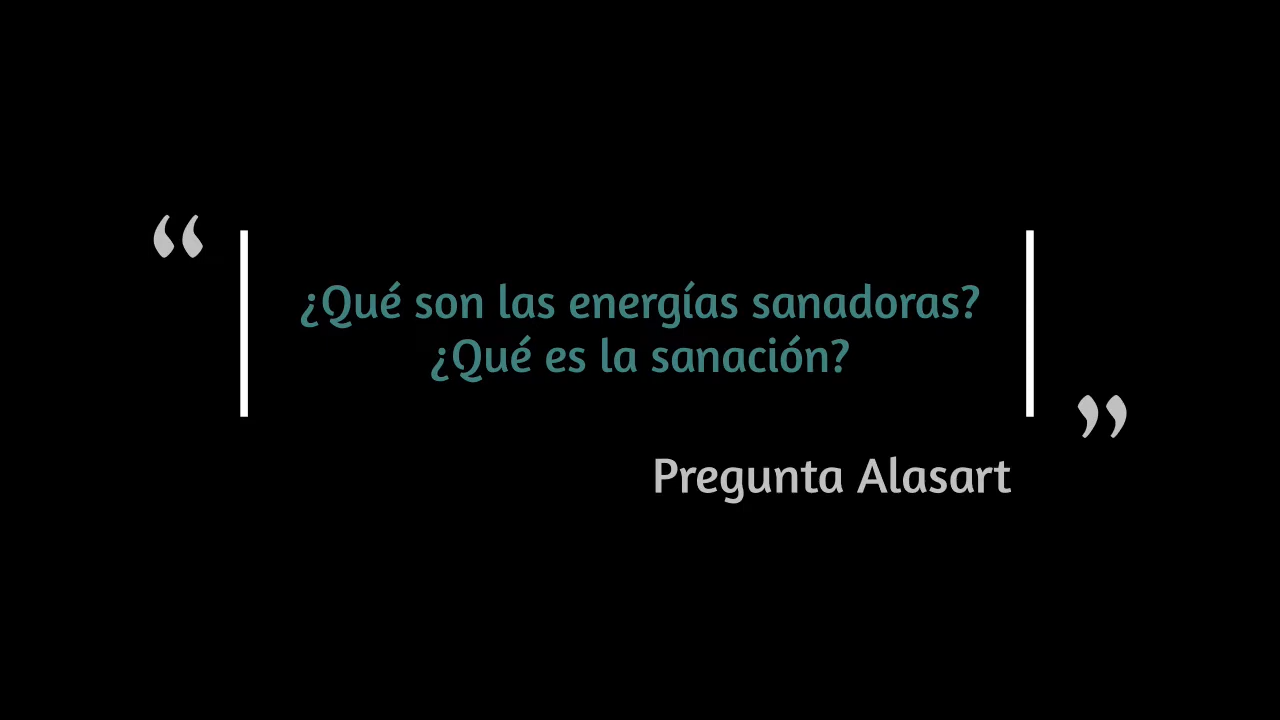 “
¿Qué son las energías sanadoras?
¿Qué es la sanación?
”
Pregunta Alasart